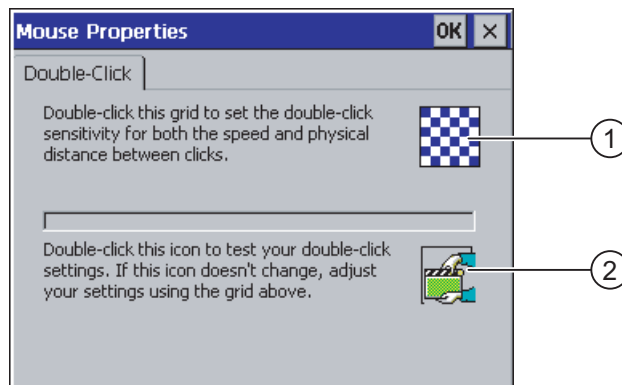 Mouse Properties OK ×
Double-Click
Double-click this grid to set the double-click
sensitivity for both the speed and physical
distance between clicks.
1
Double-click this icon to test your double-click
settings. If this icon doesn't change, adjust
your settings using the grid above.
2